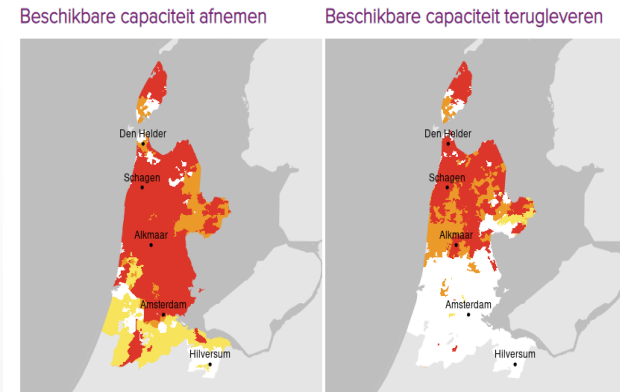 Beschikbare capaciteit afnemen
Beschikbare capaciteit terugleveren
Den Helder
Schagen
Alkmaar
Amsterdam
Hilversum
Den Helder
Schagen
Alkmaar
Amsterdam
Hilversum